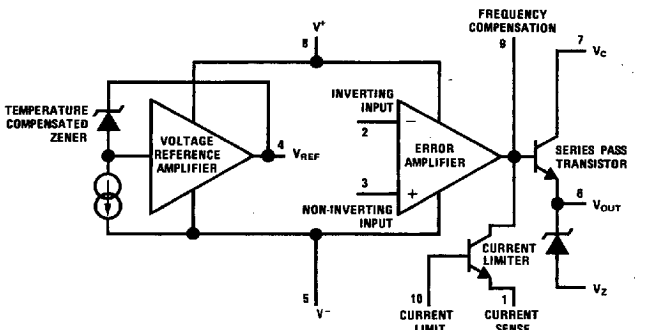 FREQUENCY
COMPENSATION
V+
8
9
7
VC
TEMPERATURE
COMPENSATED
ZENER
VOLTAGE
REFERENCE
AMPLIFIER
4
VREF
INVERTING
INPUT
2
−
ERROR
AMPLIFIER
3
+
NON-INVERTING
INPUT
SERIES PASS
TRANSISTOR
6
VOUT
CURRENT
LIMITER
VZ
5
V−
10
CURRENT
LIMIT
1
CURRENT
SENSE